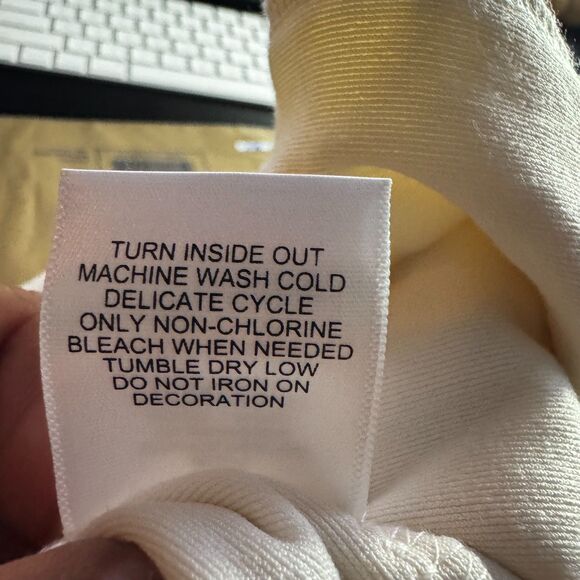 TURN INSIDE OUT
MACHINE WASH COLD
DELICATE CYCLE
ONLY NON-CHLORINE
BLEACH WHEN NEEDED
TUMBLE DRY LOW
DO NOT IRON ON
DECORATION